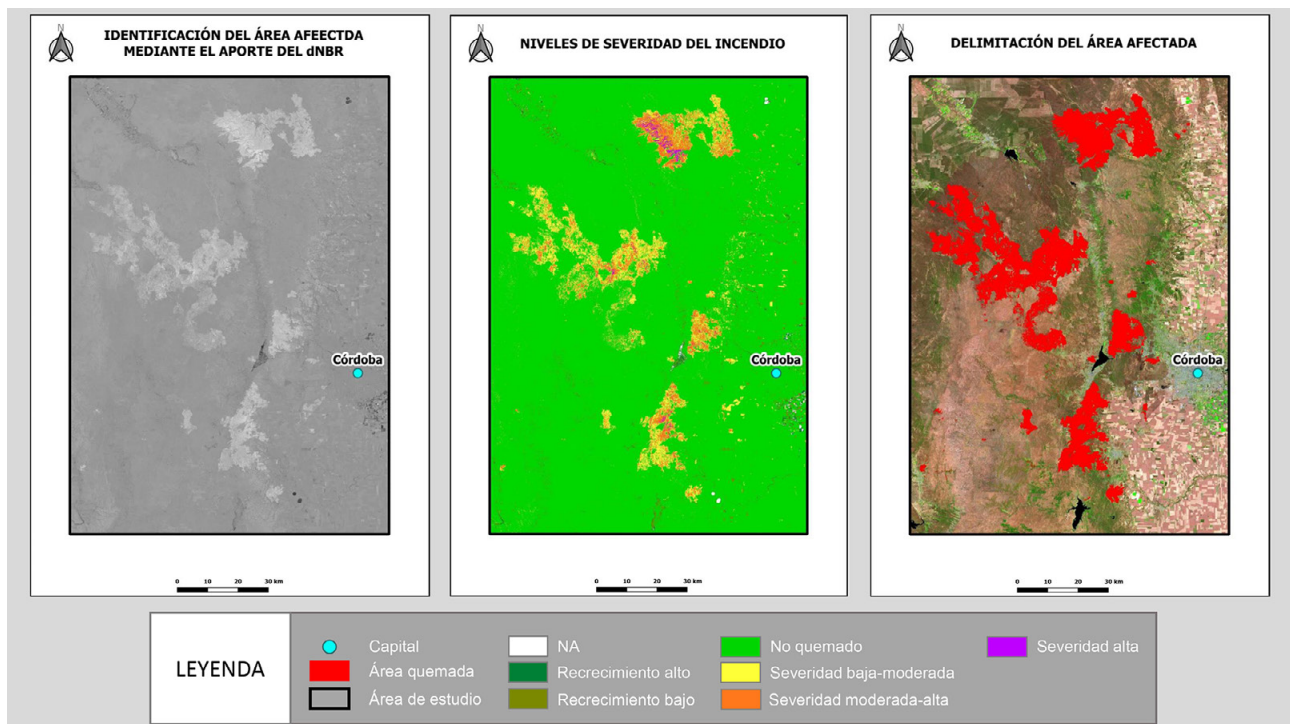 N
IDENTIFICACIÓN DEL ÁREA AFEECTDA
MEDIANTE EL APORTE DEL dNBR
Córdoba
0 10 20 30 km
N
NIVELES DE SEVERIDAD DEL INCENDIO
Córdoba
0 10 20 30 km
N
DELIMITACIÓN DEL ÁREA AFECTADA
Córdoba
0 10 20 30 km
LEYENDA
Capital
Área quemada
Área de estudio
NA
Recrecimiento alto
Recrecimiento bajo
No quemado
Severidad baja-moderada
Severidad moderada-alta
Severidad alta